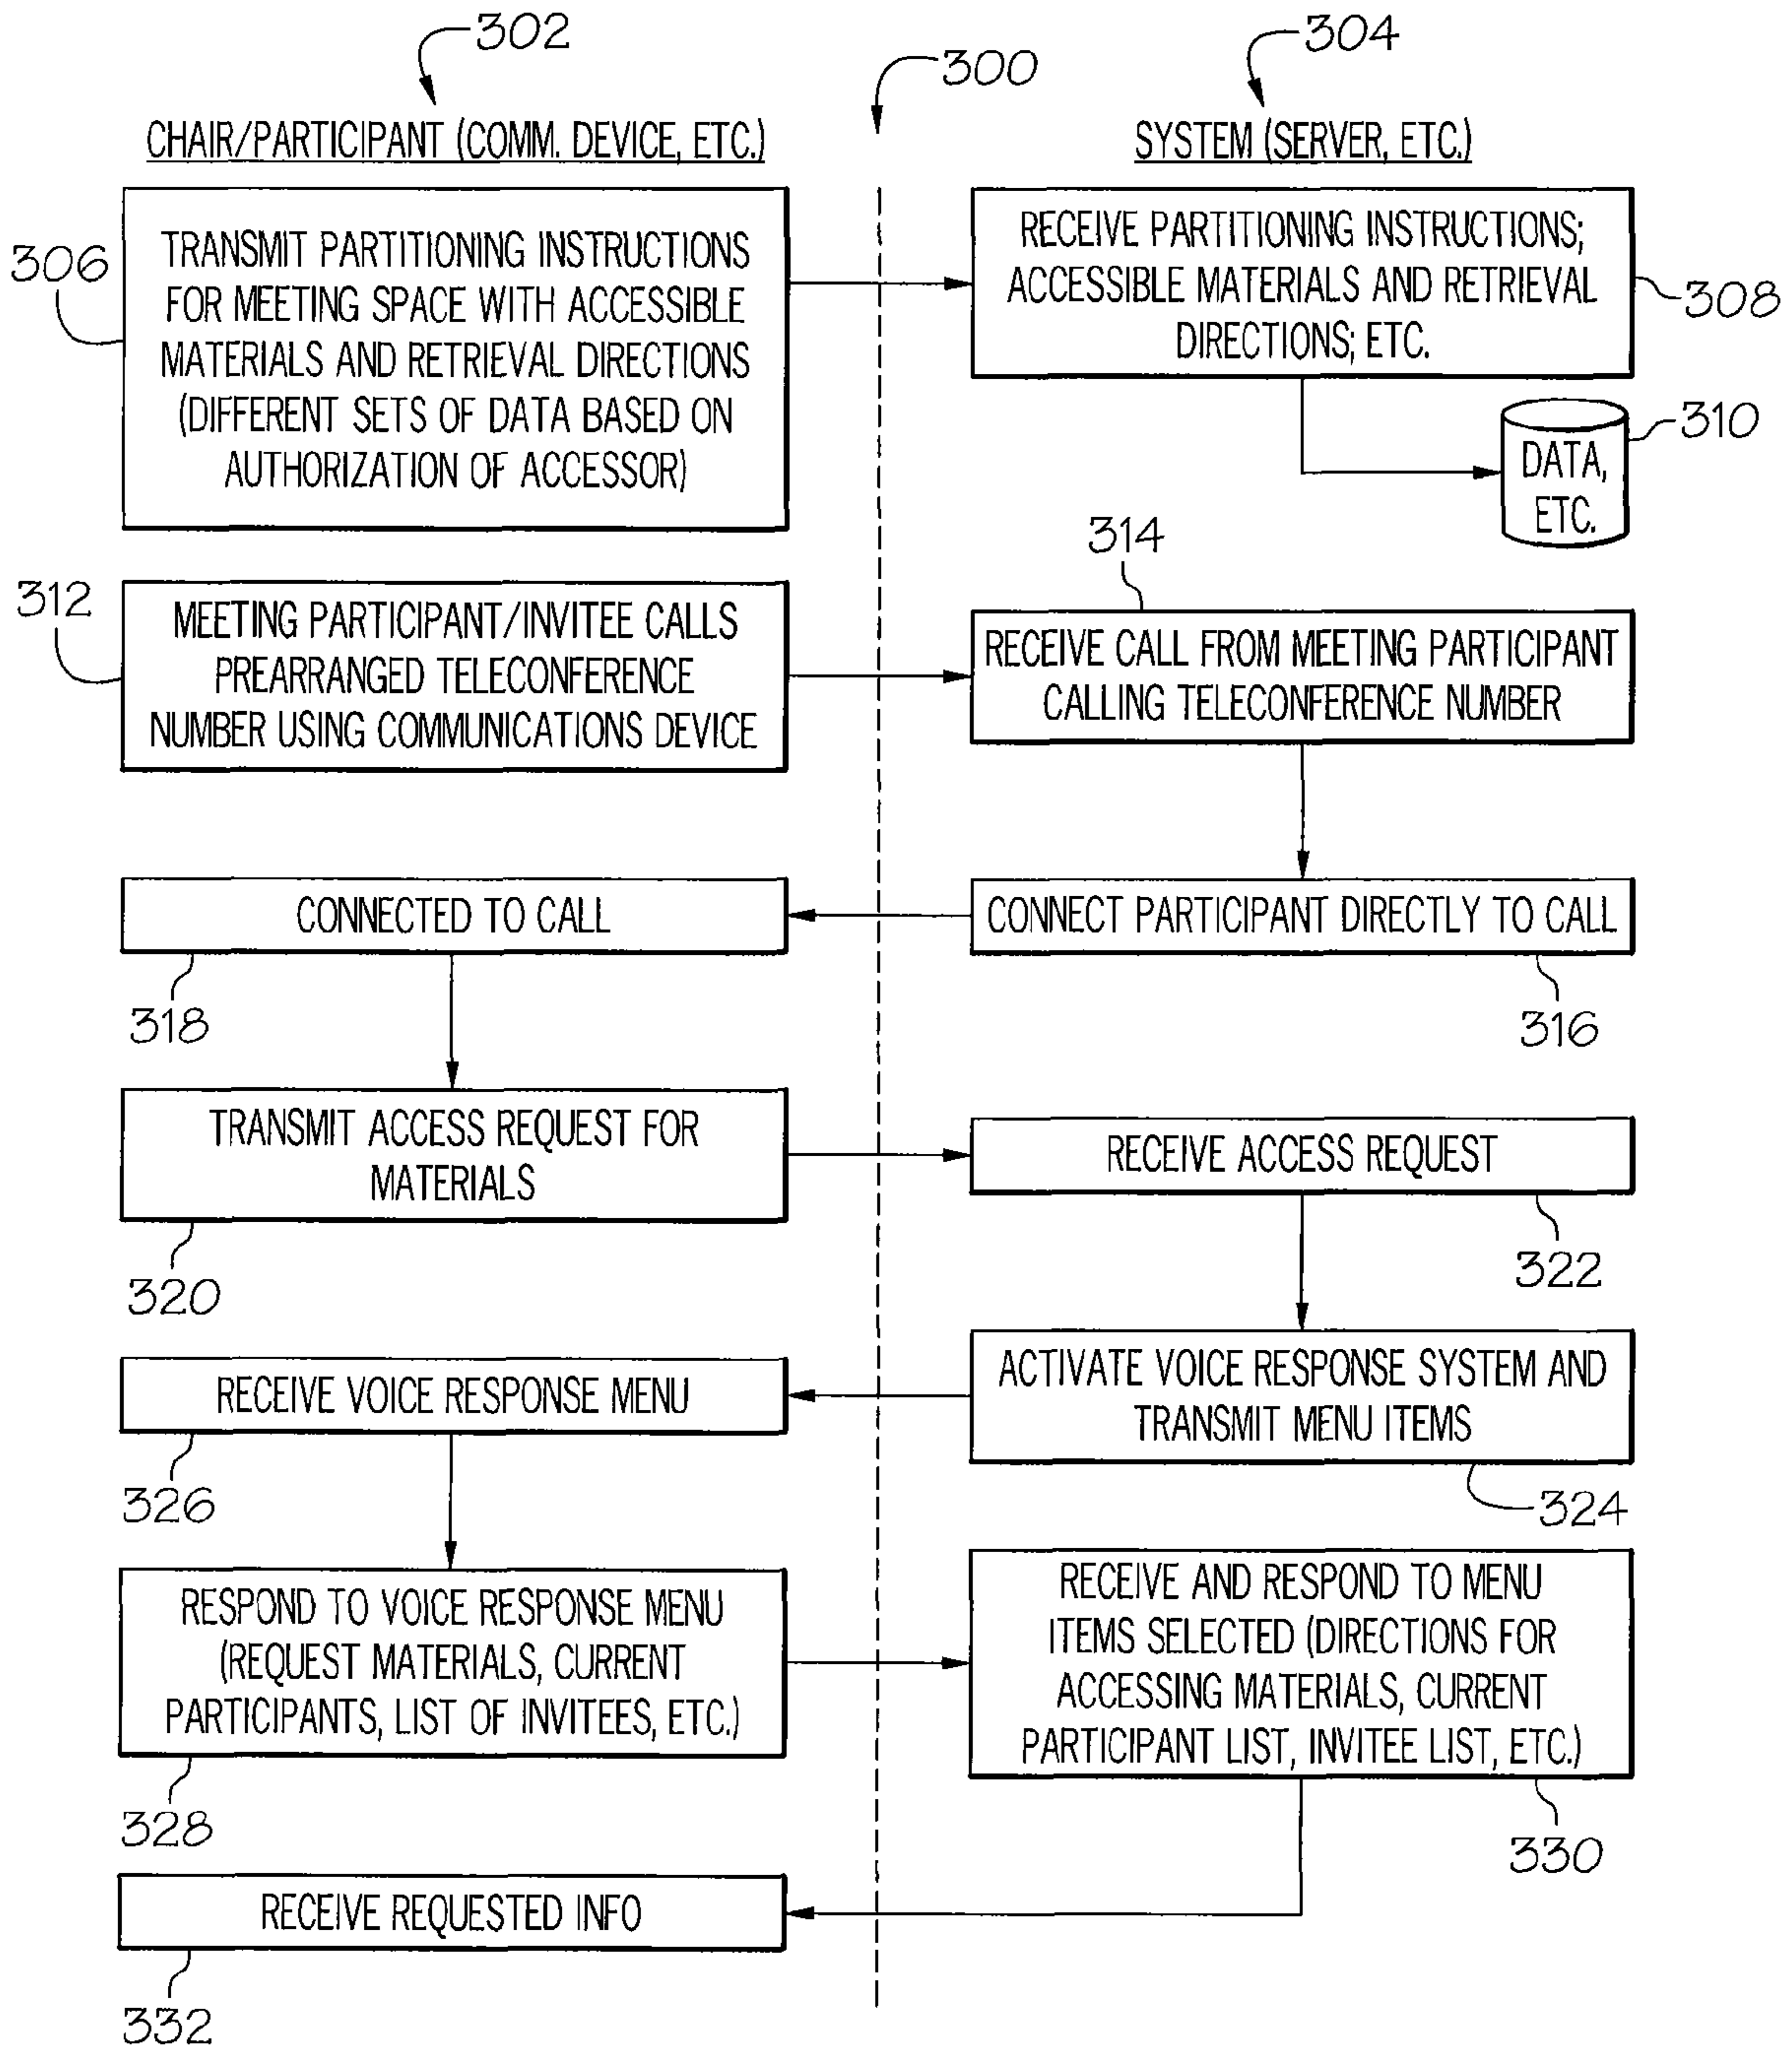 302
300
304
CHAIR/PARTICIPANT (COMM. DEVICE, ETC.)
SYSTEM (SERVER, ETC.)
306
TRANSMIT PARTITIONING INSTRUCTIONS
FOR MEETING SPACE WITH ACCESSIBLE
MATERIALS AND RETRIEVAL DIRECTIONS
(DIFFERENT SETS OF DATA BASED ON
AUTHORIZATION OF ACCESSOR)
RECEIVE PARTITIONING INSTRUCTIONS;
ACCESSIBLE MATERIALS AND RETRIEVAL
DIRECTIONS; ETC.
308
DATA,
ETC.
310
312
MEETING PARTICIPANT/INVITEE CALLS
PREARRANGED TELECONFERENCE
NUMBER USING COMMUNICATIONS DEVICE
314
RECEIVE CALL FROM MEETING PARTICIPANT
CALLING TELECONFERENCE NUMBER
CONNECTED TO CALL
318
CONNECT PARTICIPANT DIRECTLY TO CALL
316
TRANSMIT ACCESS REQUEST FOR
MATERIALS
320
RECEIVE ACCESS REQUEST
322
RECEIVE VOICE RESPONSE MENU
326
ACTIVATE VOICE RESPONSE SYSTEM AND
TRANSMIT MENU ITEMS
324
RESPOND TO VOICE RESPONSE MENU
(REQUEST MATERIALS, CURRENT
PARTICIPANTS, LIST OF INVITEES, ETC.)
328
RECEIVE AND RESPOND TO MENU
ITEMS SELECTED (DIRECTIONS FOR
ACCESSING MATERIALS, CURRENT
PARTICIPANT LIST, INVITEE LIST, ETC.)
330
RECEIVE REQUESTED INFO
332